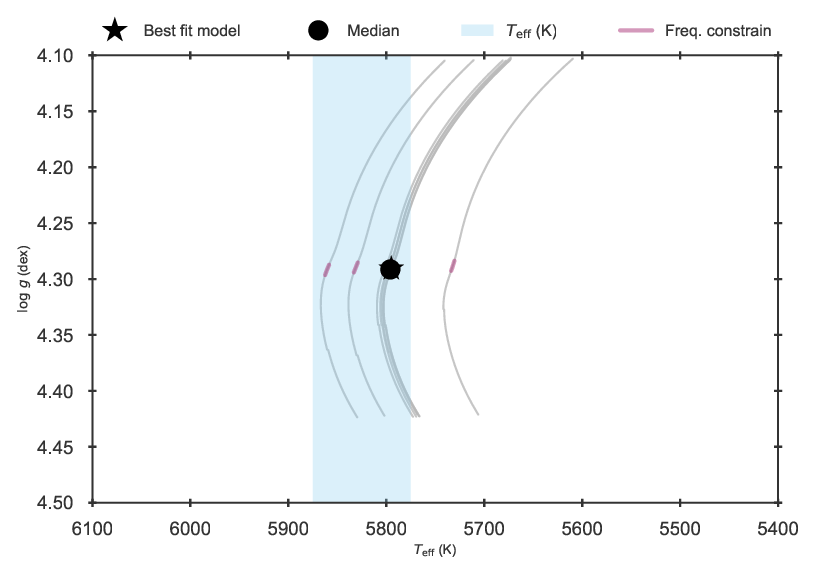 Best fit model Median Teff (K) Freq. constrain
4.10
4.15
4.20
4.25
4.30
4.35
4.40
4.45
4.50
log g (dex)
6100 6000 5900 5800 5700 5600 5500 5400
Teff (K)